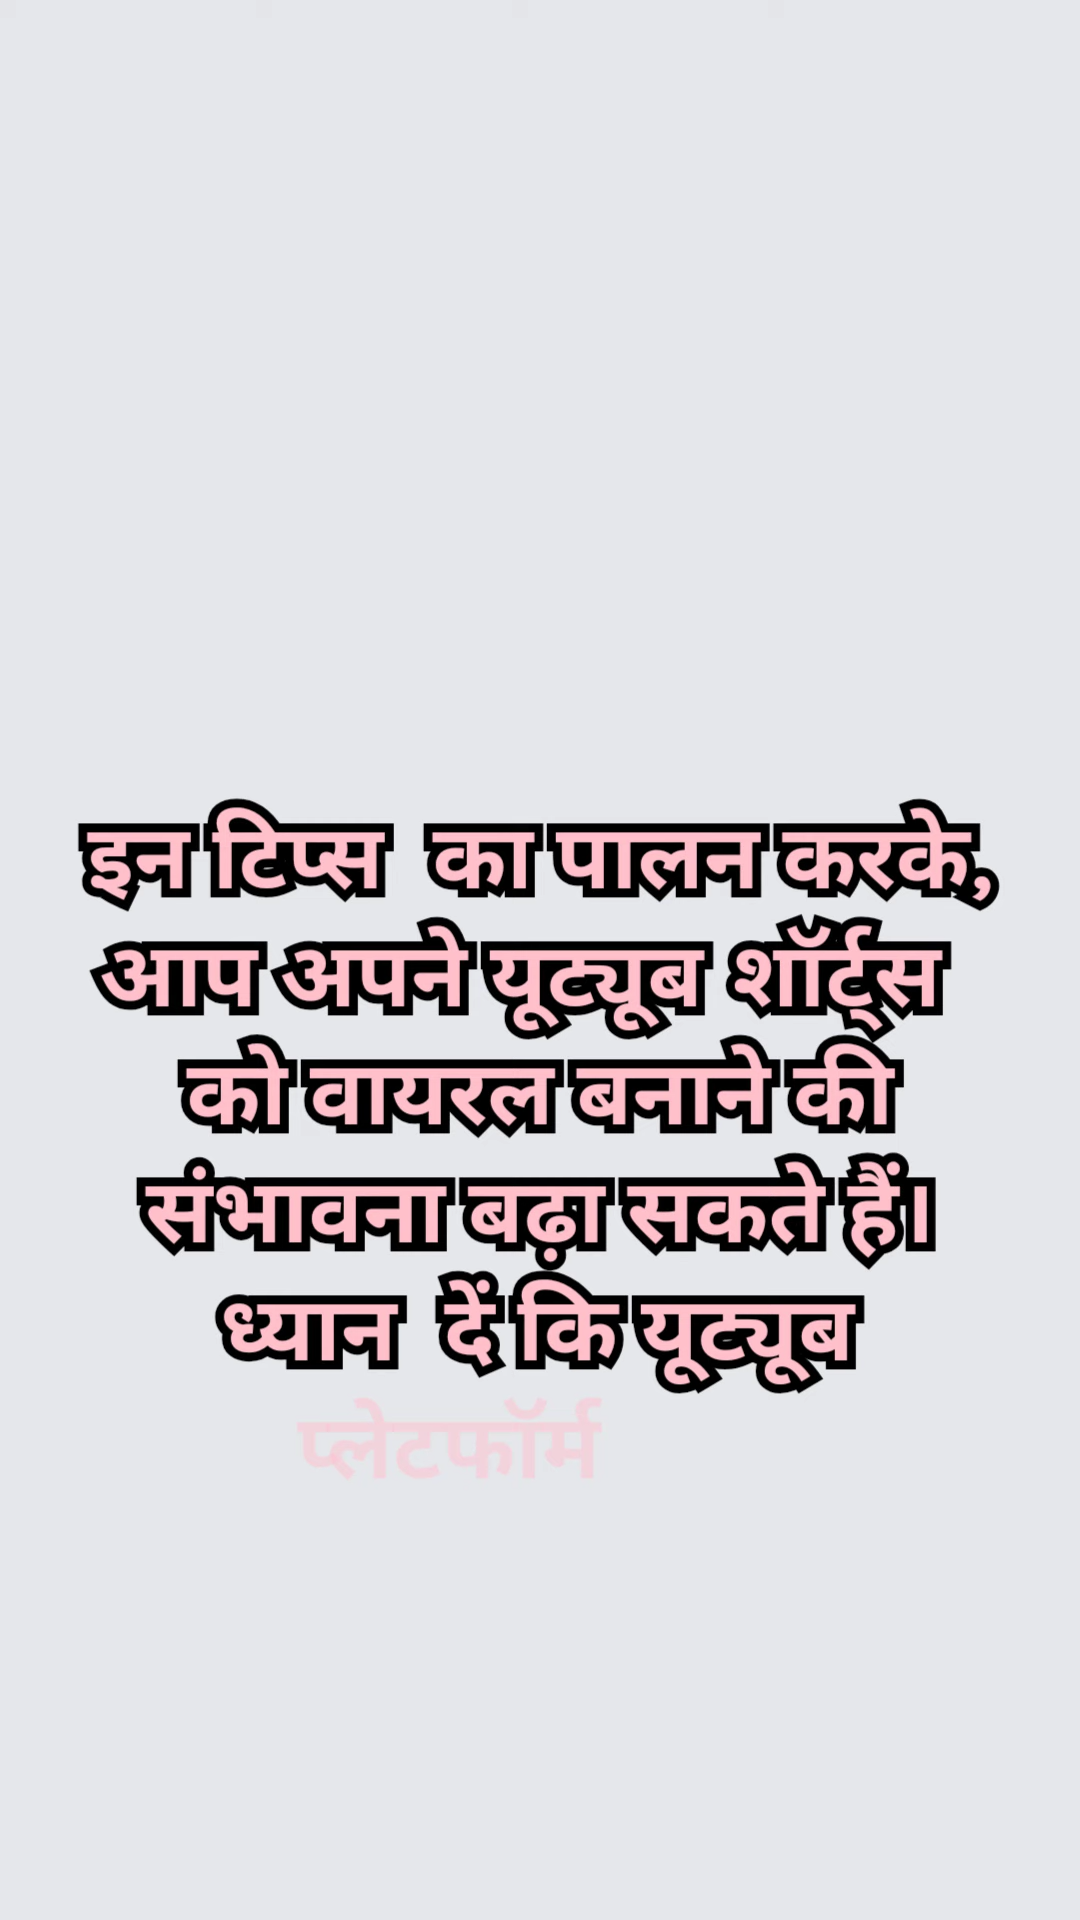 इन टिप्स का पालन करके,
आप अपने यूट्यूब शॉर्ट्स
को वायरल बनाने की
संभावना बढ़ा सकते हैं।
ध्यान दें कि यूट्यूब
प्लेटफॉर्म